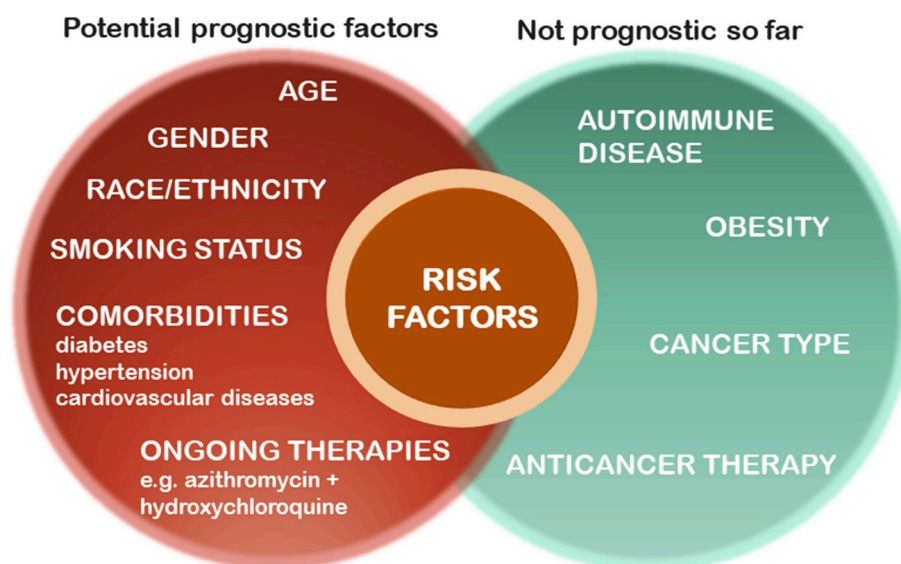 Potential prognostic factors
AGE
GENDER
RACE/ETHNICITY
SMOKING STATUS
COMORBIDITIES
diabetes
hypertension
cardiovascular diseases
ONGOING THERAPIES
e.g. azithromycin +
hydroxychloroquine
RISK
FACTORS
Not prognostic so far
AUTOIMMUNE
DISEASE
OBESITY
CANCER TYPE
ANTICANCER THERAPY